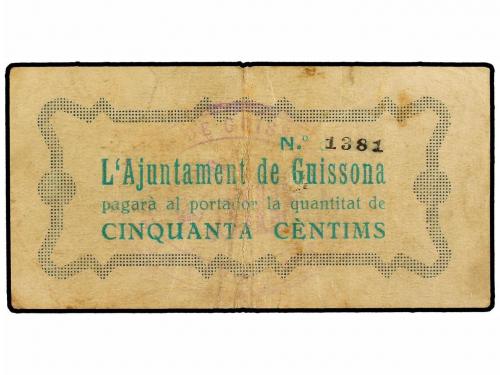 N.º 1381
L'Ajuntament de Guissona
pagarà al portador la quantitat de
CINQUANTA CÈNTIMS